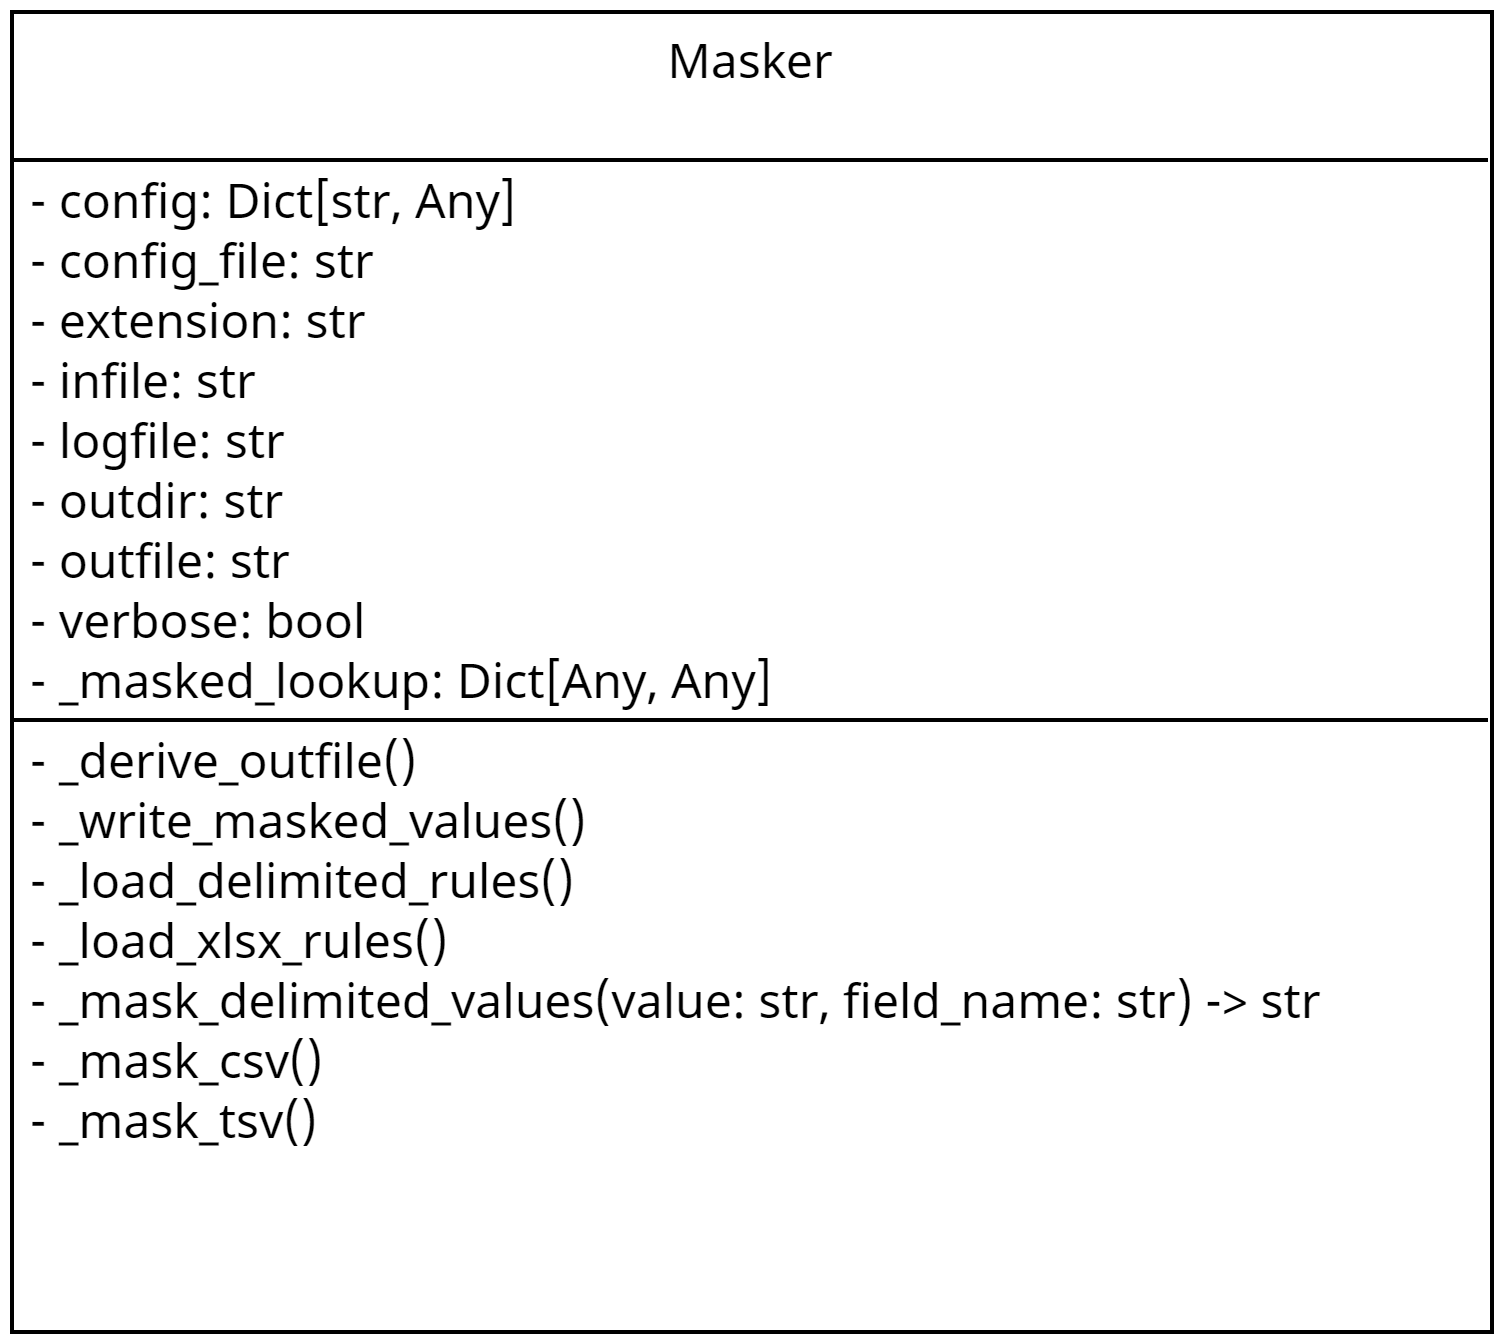 Masker
- config: Dict[str, Any]
- config_file: str
- extension: str
- infile: str
- logfile: str
- outdir: str
- outfile: str
- verbose: bool
- _masked_lookup: Dict[Any, Any]
- _derive_outfile()
- _write_masked_values()
- _load_delimited_rules()
- _load_xlsx_rules()
- _mask_delimited_values(value: str, field_name: str) -> str
- _mask_csv()
- _mask_tsv()